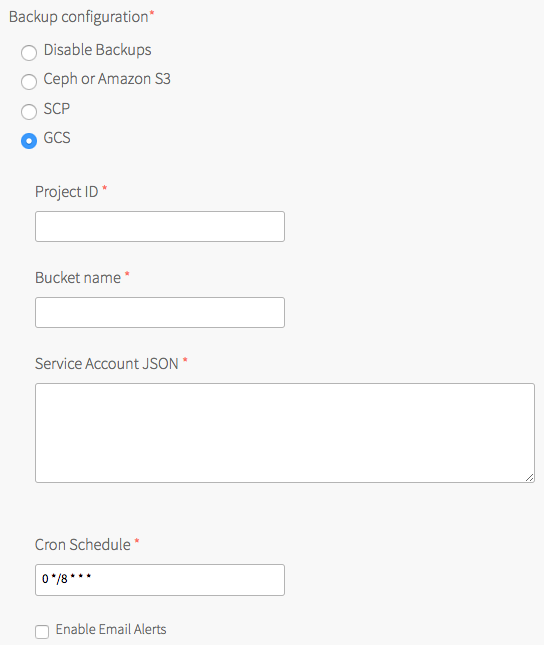 Backup configuration*
Disable Backups
Ceph or Amazon S3
SCP
GCS
Project ID *
Bucket name *
Service Account JSON *
Cron Schedule *
0 */8 * * *
Enable Email Alerts